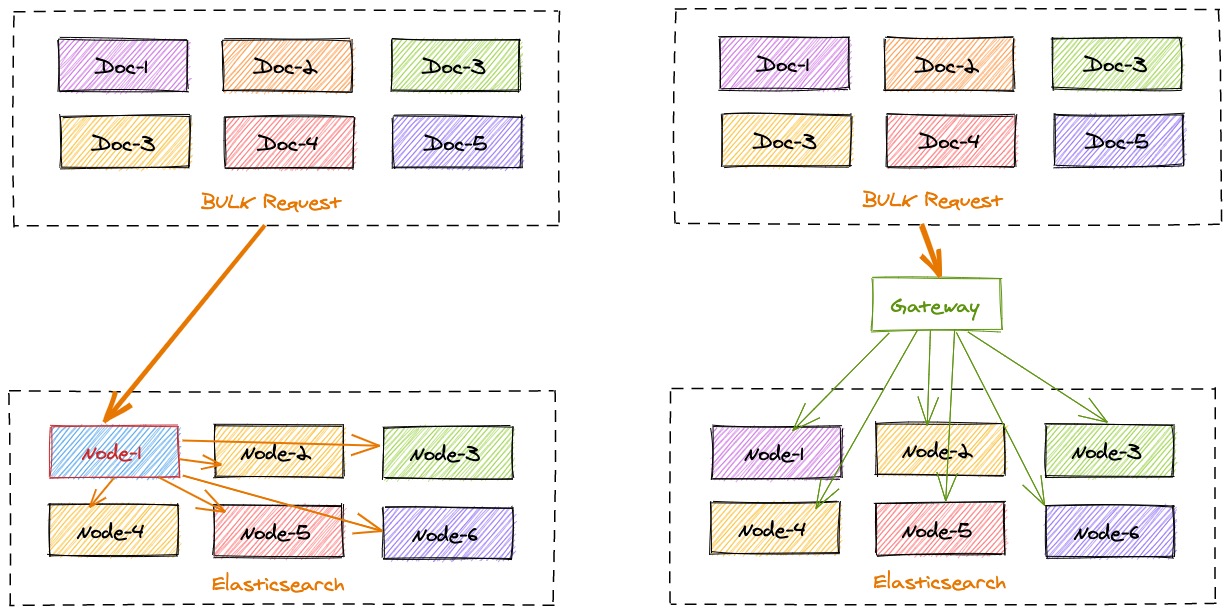 Doc-1
Doc-2
Doc-3
Doc-3
Doc-4
Doc-5
BULK Request
Node-1
Node-2
Node-3
Node-4
Node-5
Node-6
Elasticsearch
Doc-1
Doc-2
Doc-3
Doc-3
Doc-4
Doc-5
BULK Request
Gateway
Node-1
Node-2
Node-3
Node-4
Node-5
Node-6
Elasticsearch